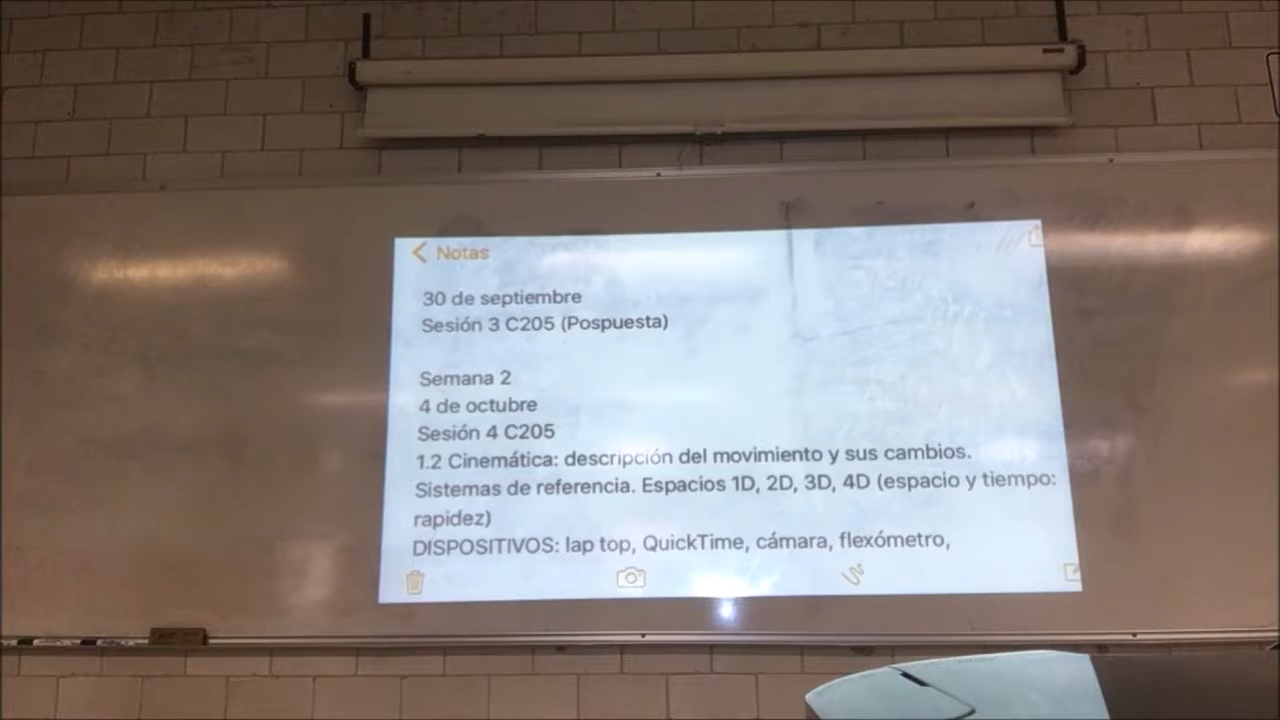 Notas
30 de septiembre
Sesión 3 C205 (Pospuesta)
Semana 2
4 de octubre
Sesión 4 C205
1.2 Cinemática: descripción del movimiento y sus cambios.
Sistemas de referencia. Espacios 1D, 2D, 3D, 4D (espacio y tiempo:
rapidez)
DISPOSITIVOS: lap top, QuickTime, cámara, flexómetro,